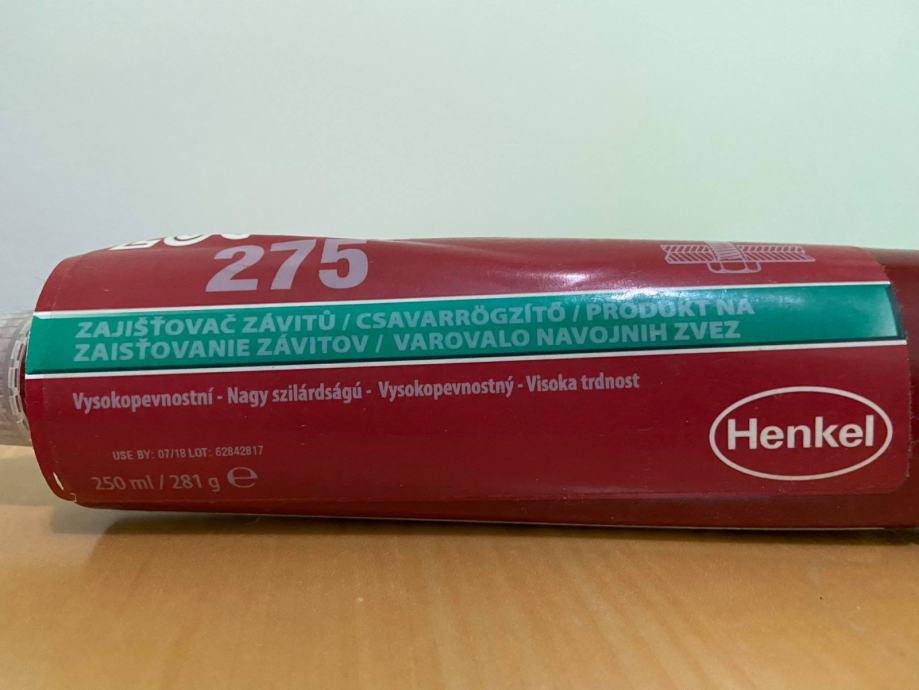 275
ZAJIŠŤOVAČ ZÁVITŮ / CSAVARRÖGZÍTŐ / PRODUKT NA
ZAISŤOVANIE ZÁVITOV / VAROVALO NAVOJNIH ZVEZ
Vysokopevnostní - Nagy szilárdságú - Vysokopevnostný - Visoka trdnost
Henkel
USE BY: 07/18 LOT: 62842817
250 ml / 281 g ℮